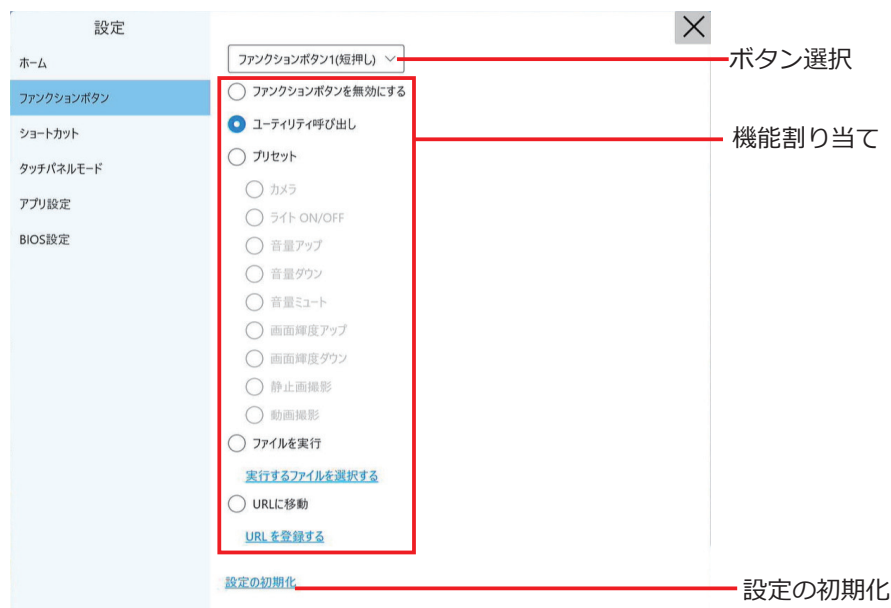 設定
ホーム
ファンクションボタン
ショートカット
タッチパネルモード
アプリ設定
BIOS設定
ファンクションボタン1(短押し)
ボタン選択
ファンクションボタンを無効にする
ユーティリティ呼び出し
機能割り当て
プリセット
カメラ
ライト ON/OFF
音量アップ
音量ダウン
音量ミュート
画面輝度アップ
画面輝度ダウン
静止画撮影
動画撮影
ファイルを実行
実行するファイルを選択する
URLに移動
URL を登録する
設定の初期化
設定の初期化